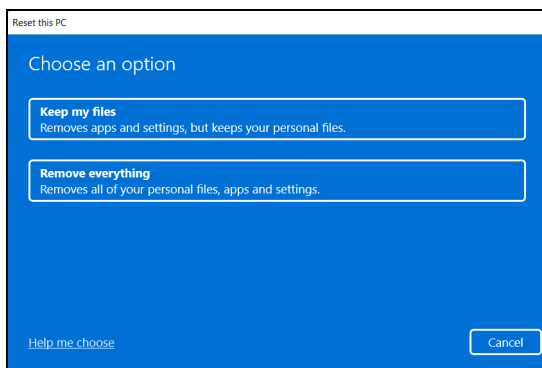 Reset this PC
Choose an option
Keep my files
Removes apps and settings, but keeps your personal files.
Remove everything
Removes all of your personal files, apps and settings.
Help me choose
Cancel